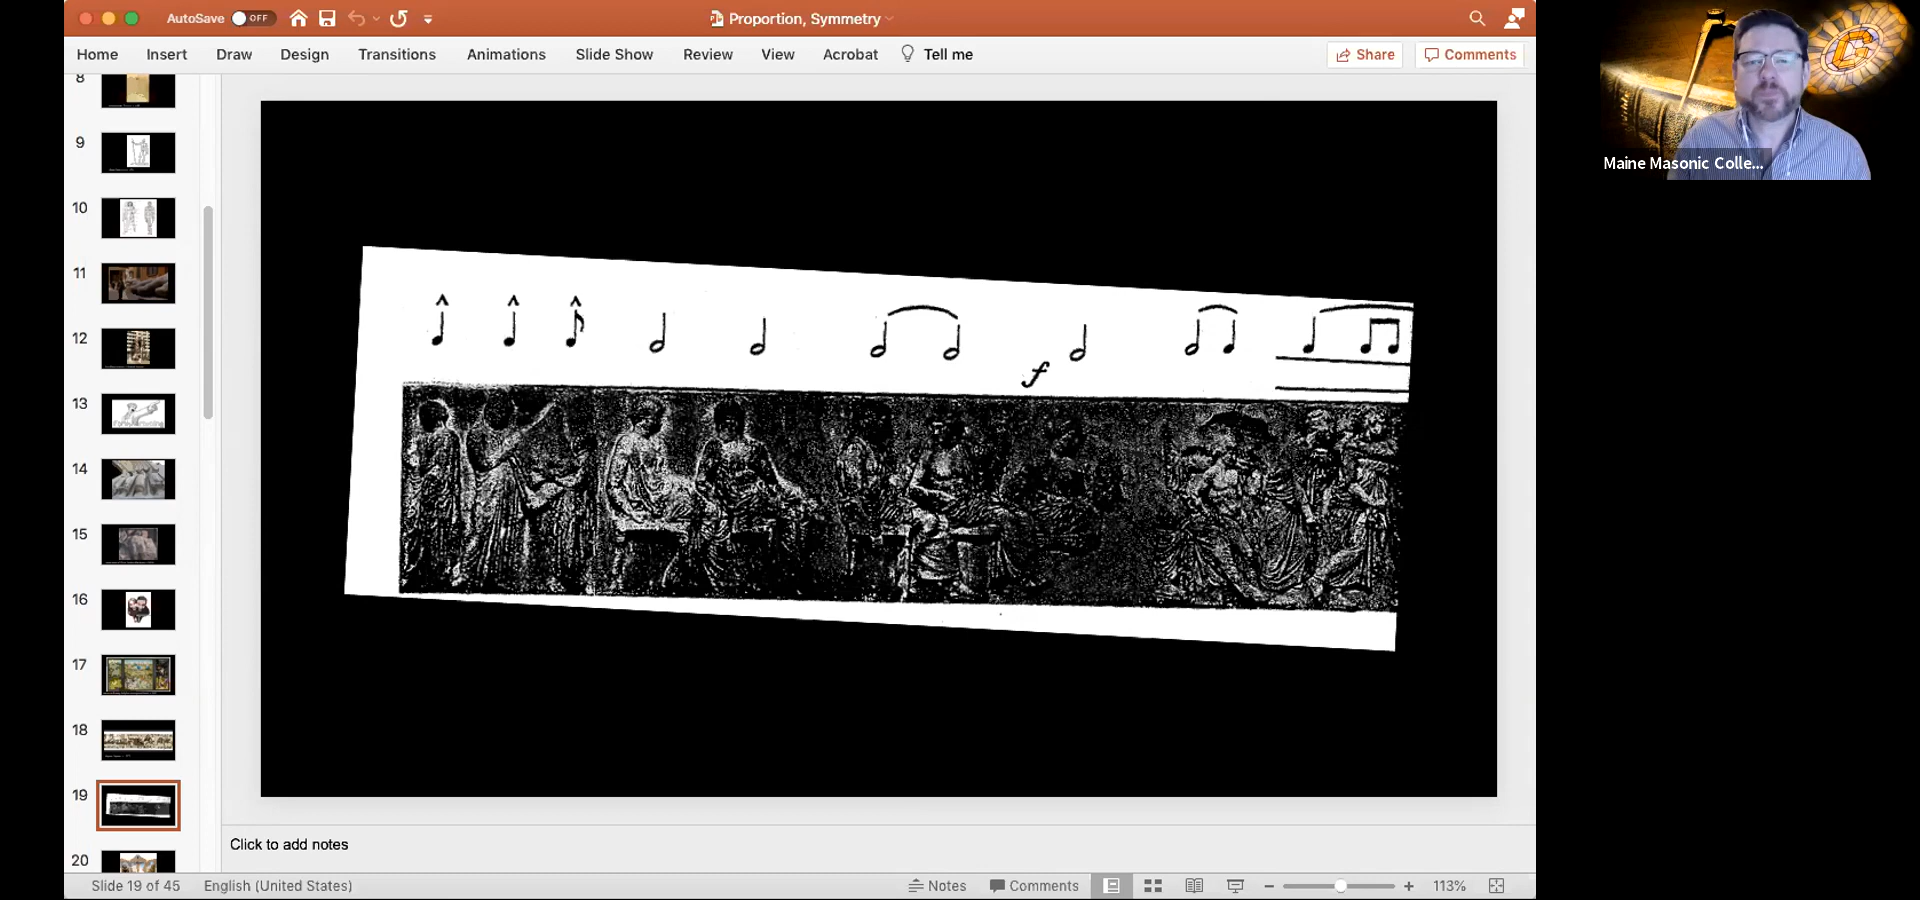 AutoSave OFF
Proportion, Symmetry
Home Insert Draw Design Transitions Animations Slide Show Review View Acrobat Tell me
Share Comments
8
9
10
11
12
13
14
15
16
17
18
19
20
f
Click to add notes
Slide 19 of 45 English (United States)
Notes Comments 113%
Maine Masonic Colle...
G